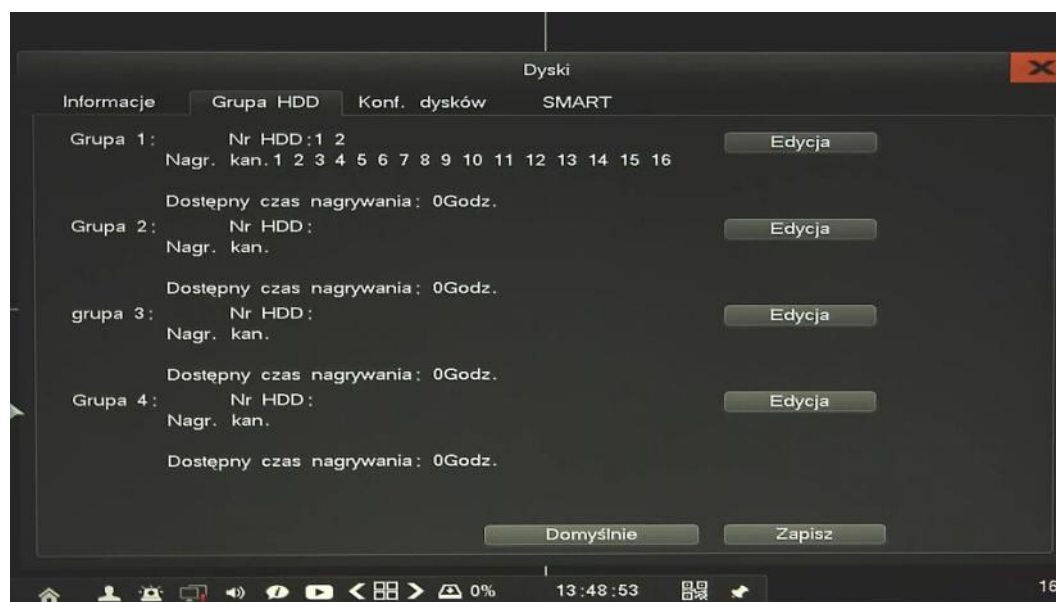 Dyski
Informacje Grupa HDD Konf. dysków SMART
Grupa 1: Nr HDD:1 2 Edycja
Nagr. kan.1 2 3 4 5 6 7 8 9 10 11 12 13 14 15 16
Dostępny czas nagrywania: 0Godz.
Grupa 2: Nr HDD: Edycja
Nagr. kan.
Dostępny czas nagrywania: 0Godz.
grupa 3: Nr HDD: Edycja
Nagr. kan.
Dostępny czas nagrywania: 0Godz.
Grupa 4: Nr HDD: Edycja
Nagr. kan.
Dostępny czas nagrywania: 0Godz.
Domyślnie Zapisz
0% 13:48:53 16